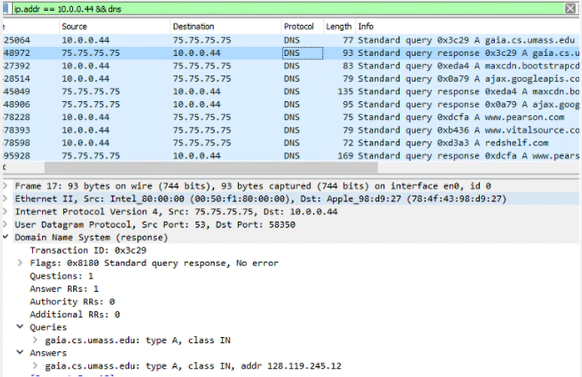 ip.addr == 10.0.0.44 && dns
Source Destination Protocol Length Info
25064 10.0.0.44 75.75.75.75 DNS 77 Standard query 0x3c29 A gaia.cs.umass.edu
48972 75.75.75.75 10.0.0.44 DNS 93 Standard query response 0x3c29 A gaia.cs.u
27392 10.0.0.44 75.75.75.75 DNS 83 Standard query 0xeda4 A maxcdn.bootstrapcd
28514 10.0.0.44 75.75.75.75 DNS 79 Standard query 0x0a79 A ajax.googleapis.c
45049 75.75.75.75 10.0.0.44 DNS 135 Standard query response 0xeda4 A maxcdn.bo
48906 75.75.75.75 10.0.0.44 DNS 95 Standard query response 0x0a79 A ajax.goog
78228 10.0.0.44 75.75.75.75 DNS 75 Standard query 0xdcfa A www.pearson.com
78393 10.0.0.44 75.75.75.75 DNS 79 Standard query 0xb436 A www.vitalsource.c
78598 10.0.0.44 75.75.75.75 DNS 72 Standard query 0xd3a3 A redshelf.com
95928 75.75.75.75 10.0.0.44 DNS 169 Standard query response 0xdcfa A www.pears
Frame 17: 93 bytes on wire (744 bits), 93 bytes captured (744 bits) on interface en0, id 0
Ethernet II, Src: Intel_80:00:00 (00:50:f1:80:00:00), Dst: Apple_98:d9:27 (78:4f:43:98:d9:27)
Internet Protocol Version 4, Src: 75.75.75.75, Dst: 10.0.0.44
User Datagram Protocol, Src Port: 53, Dst Port: 58350
Domain Name System (response)
Transaction ID: 0x3c29
Flags: 0x8180 Standard query response, No error
Questions: 1
Answer RRs: 1
Authority RRs: 0
Additional RRs: 0
Queries
gaia.cs.umass.edu: type A, class IN
Answers
gaia.cs.umass.edu: type A, class IN, addr 128.119.245.12